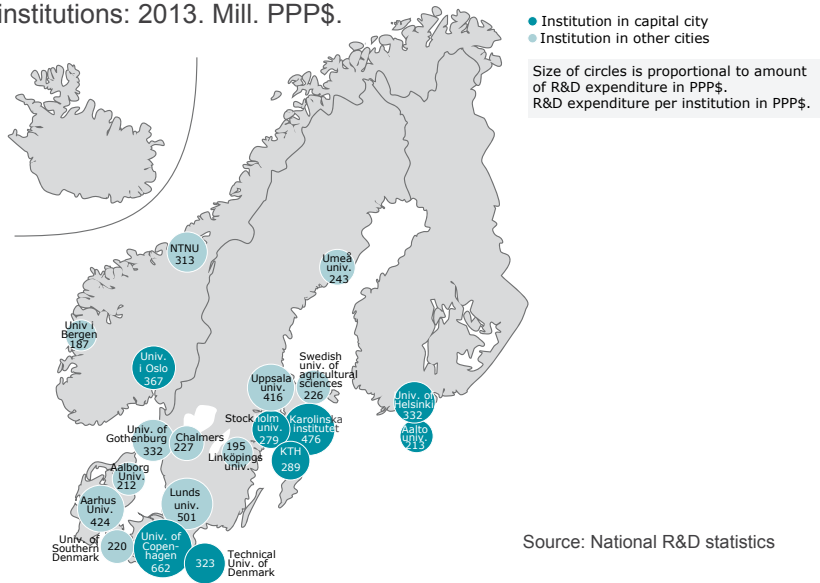 institutions: 2013. Mill. PPP$.
Institution in capital city
Institution in other cities
Size of circles is proportional to amount
of R&D expenditure in PPP$.
R&D expenditure per institution in PPP$.
NTNU
313
Umeå
univ.
243
Univ i
Bergen
187
Univ.
i Oslo
367
Uppsala
univ.
416
Swedish
univ. of
agricultural
sciences
226
Univ. of
Helsinki
332
Aalto
univ.
213
Stockholm
univ.
279
Karolinska
institutet
476
KTH
289
Univ. of
Gothenburg
332
Chalmers
227
195
Linköpings
univ.
Aalborg
Univ.
212
Aarhus
Univ.
424
Lunds
univ.
501
Univ. of
Southern
Denmark
220
Univ. of
Copen-
hagen
662
323
Technical
Univ. of
Denmark
Source: National R&D statistics